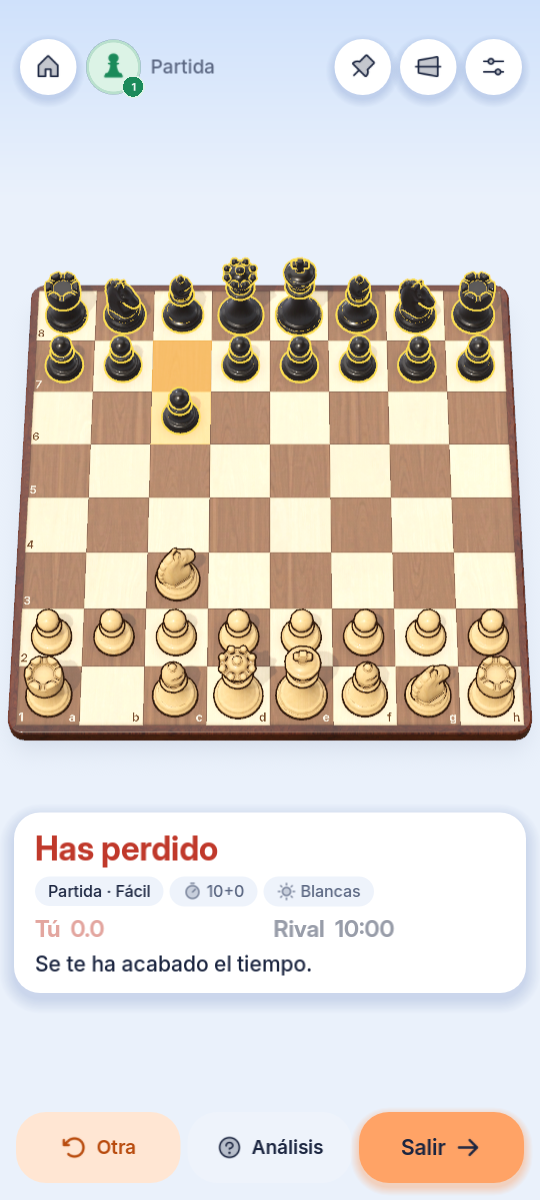 Partida
1
8
7
6
5
4
3
2
1 a b c d e f g h
Has perdido
Partida · Fácil 10+0 Blancas
Tú 0.0 Rival 10:00
Se te ha acabado el tiempo.
Otra Análisis Salir